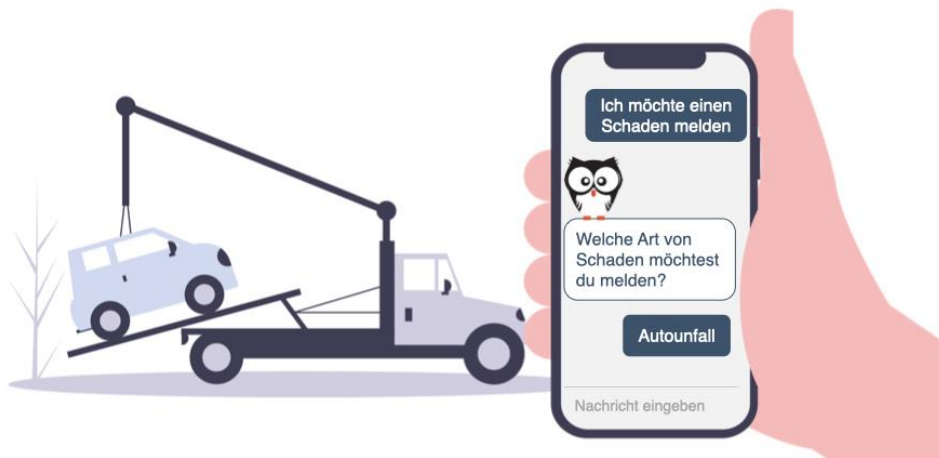 Ich möchte einen
Schaden melden
Welche Art von
Schaden möchtest
du melden?
Autounfall
Nachricht eingeben